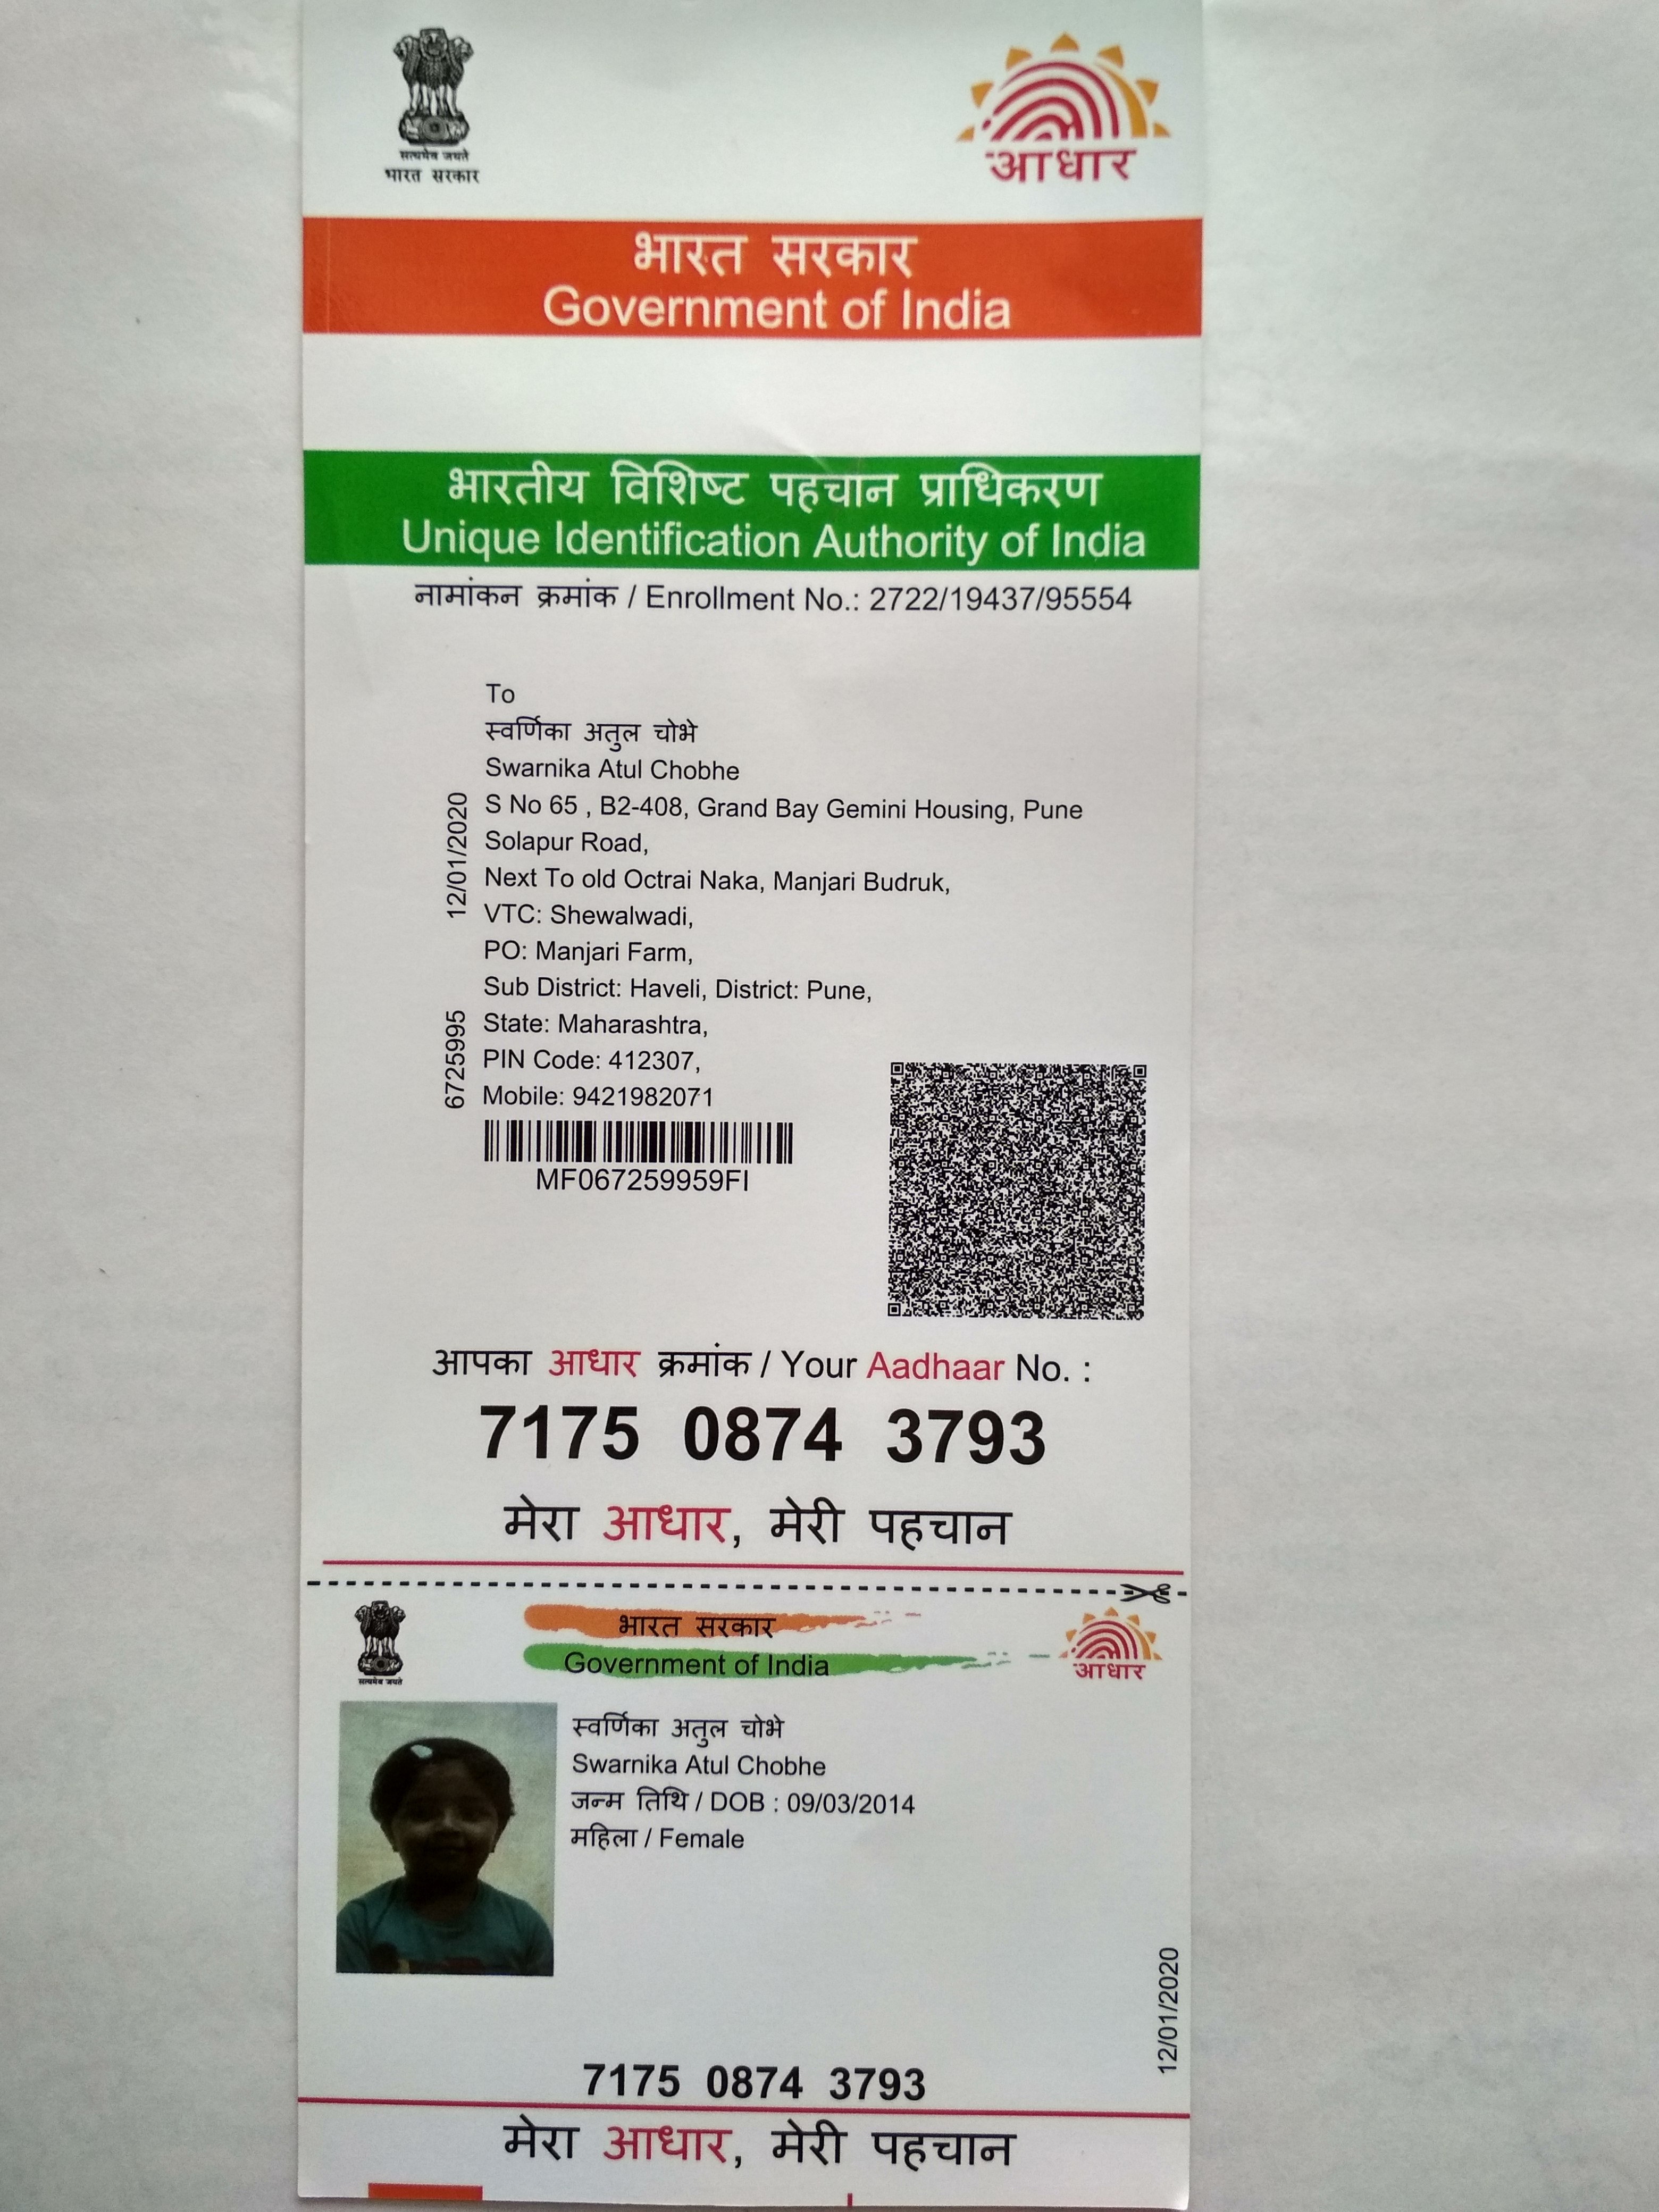 सत्यमेव जयते
भारत सरकार
आधार
भारत सरकार
Government of India
भारतीय विशिष्ट पहचान प्राधिकरण
Unique Identification Authority of India
नामांकन क्रमांक / Enrollment No.: 2722/19437/95554
To
स्वर्णिका अतुल चोभे
Swarnika Atul Chobhe
S No 65 , B2-408, Grand Bay Gemini Housing, Pune
Solapur Road,
Next To old Octrai Naka, Manjari Budruk,
VTC: Shewalwadi,
PO: Manjari Farm,
Sub District: Haveli, District: Pune,
State: Maharashtra,
PIN Code: 412307,
Mobile: 9421982071
12/01/2020
6725995
MF067259959FI
आपका आधार क्रमांक / Your Aadhaar No. :
7175 0874 3793
मेरा आधार, मेरी पहचान
सत्यमेव जयते
भारत सरकार
Government of India
आधार
स्वर्णिका अतुल चोभे
Swarnika Atul Chobhe
जन्म तिथि / DOB : 09/03/2014
महिला / Female
12/01/2020
7175 0874 3793
मेरा आधार, मेरी पहचान